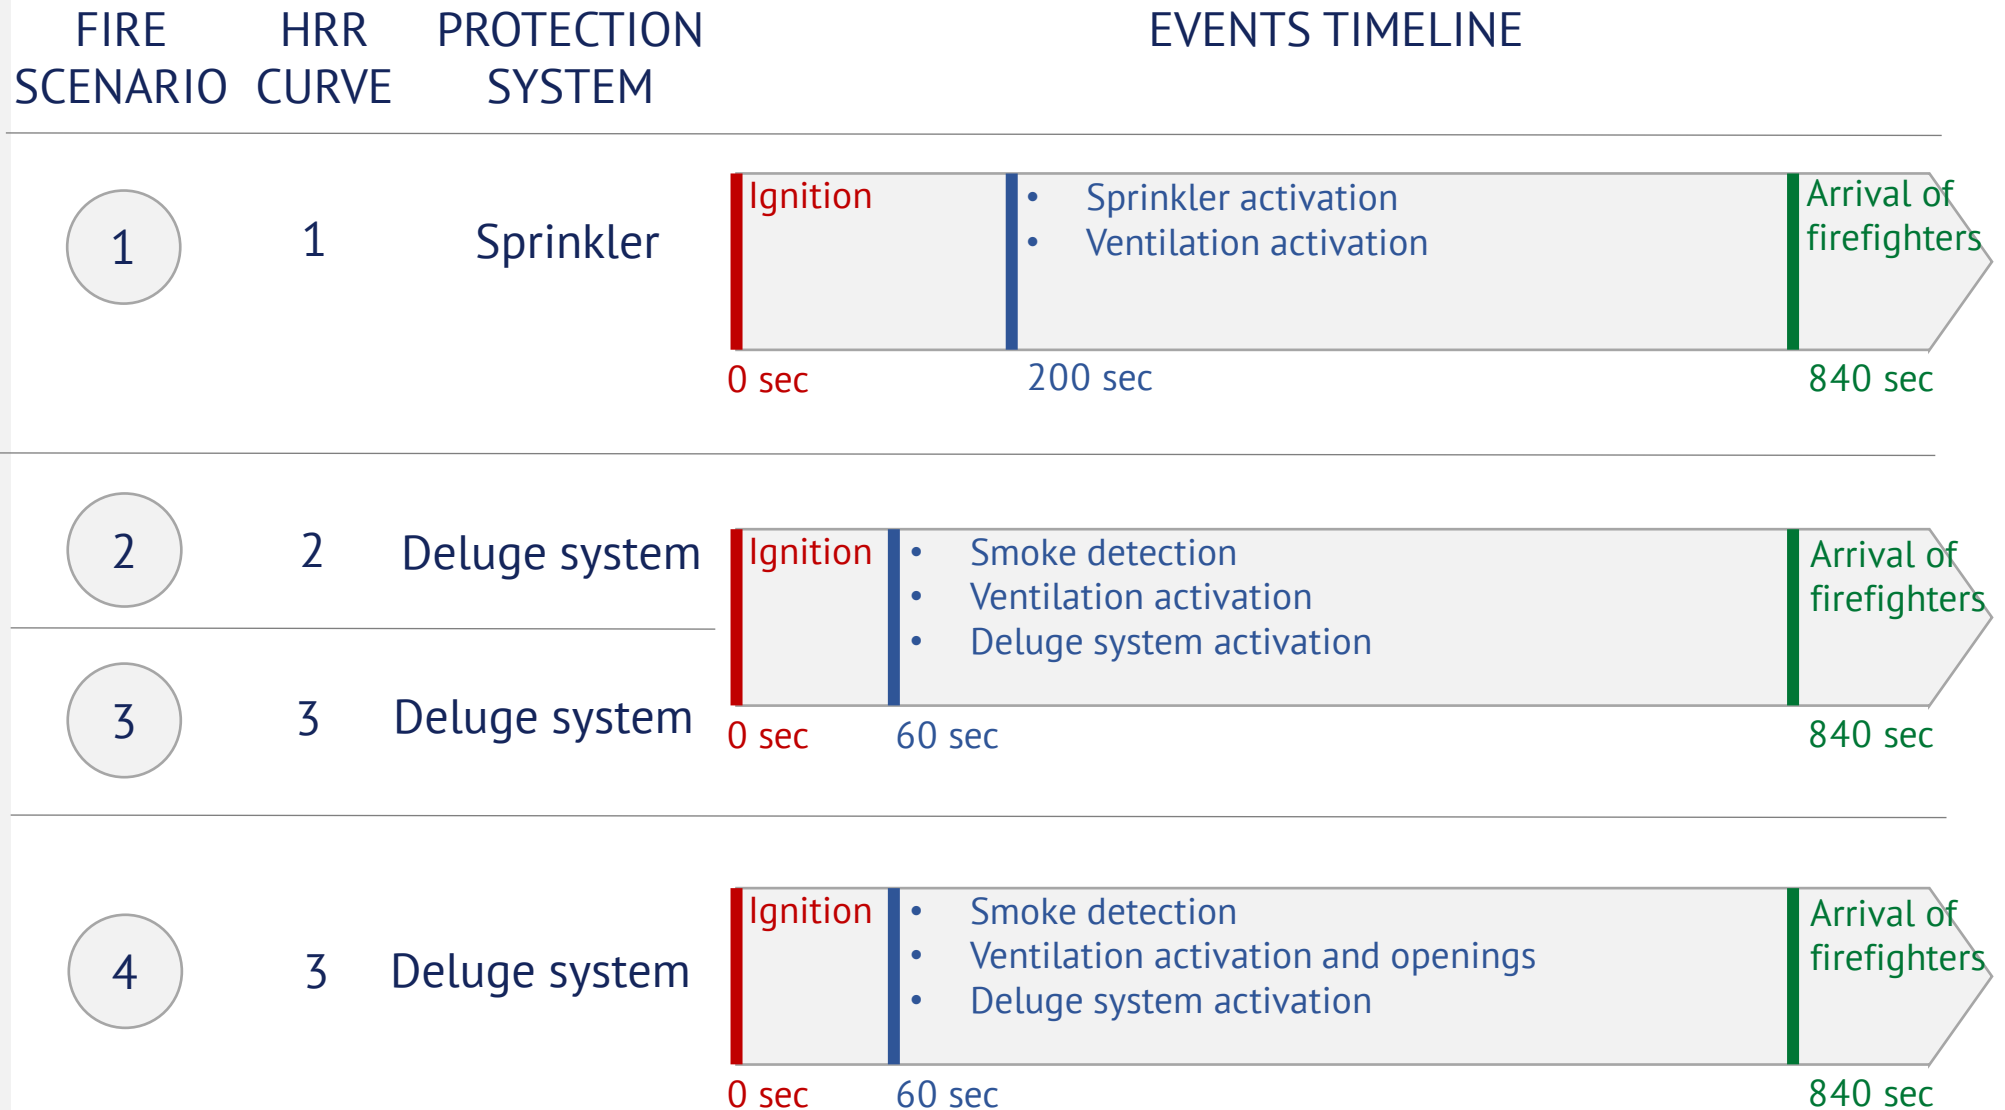 FIRE
SCENARIO
HRR
CURVE
PROTECTION
SYSTEM
EVENTS TIMELINE
1
1
Sprinkler
Ignition
• Sprinkler activation
• Ventilation activation
Arrival of
firefighters
0 sec
200 sec
840 sec
2
2
Deluge system
3
3
Deluge system
Ignition
• Smoke detection
• Ventilation activation
• Deluge system activation
Arrival of
firefighters
0 sec
60 sec
840 sec
4
3
Deluge system
Ignition
• Smoke detection
• Ventilation activation and openings
• Deluge system activation
Arrival of
firefighters
0 sec
60 sec
840 sec